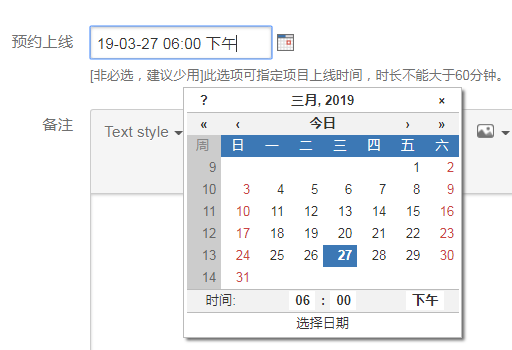 预约上线 19-03-27 06:00 下午
[非必选，建议少用]此选项可指定项目上线时间，时长不能大于60分钟。
备注 Text style
? 三月, 2019 ×
« ‹ 今日 › »
周 日 一 二 三 四 五 六
9 1 2
10 3 4 5 6 7 8 9
11 10 11 12 13 14 15 16
12 17 18 19 20 21 22 23
13 24 25 26 27 28 29 30
14 31
时间: 06 : 00 下午
选择日期